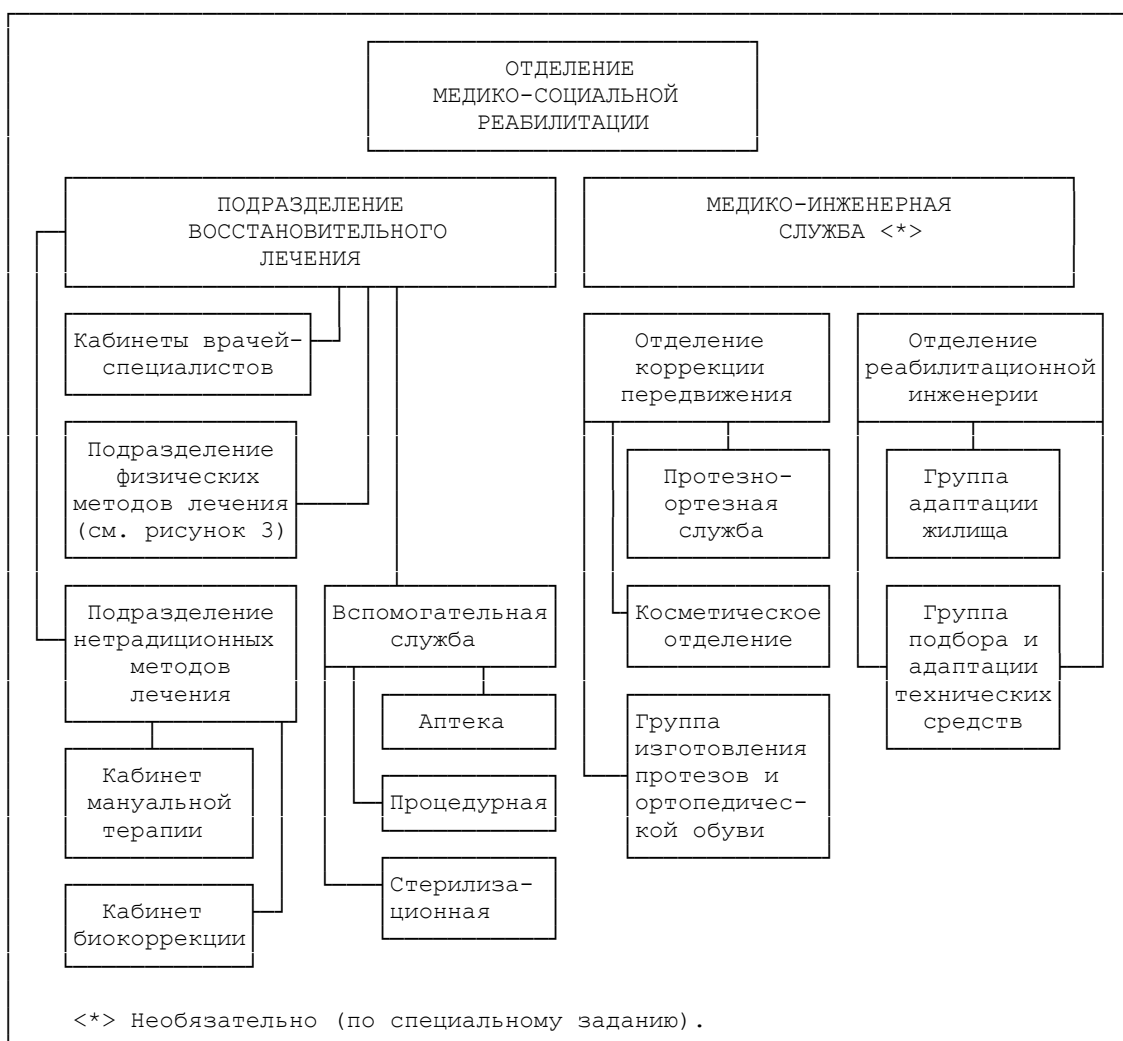 ОТДЕЛЕНИЕ
МЕДИКО-СОЦИАЛЬНОЙ
РЕАБИЛИТАЦИИ
ПОДРАЗДЕЛЕНИЕ
ВОССТАНОВИТЕЛЬНОГО
ЛЕЧЕНИЯ
МЕДИКО-ИНЖЕНЕРНАЯ
СЛУЖБА <*>
Кабинеты врачей-
специалистов
Подразделение
физических
методов лечения
(см. рисунок 3)
Подразделение
нетрадиционных
методов
лечения
Кабинет
мануальной
терапии
Кабинет
биокоррекции
Вспомогательная
служба
Аптека
Процедурная
Стерилиза-
ционная
Отделение
коррекции
передвижения
Протезно-
ортезная
служба
Косметическое
отделение
Группа
изготовления
протезов и
ортопедичес-
кой обуви
Отделение
реабилитационной
инженерии
Группа
адаптации
жилища
Группа
подбора и
адаптации
технических
средств
<*> Необязательно (по специальному заданию).